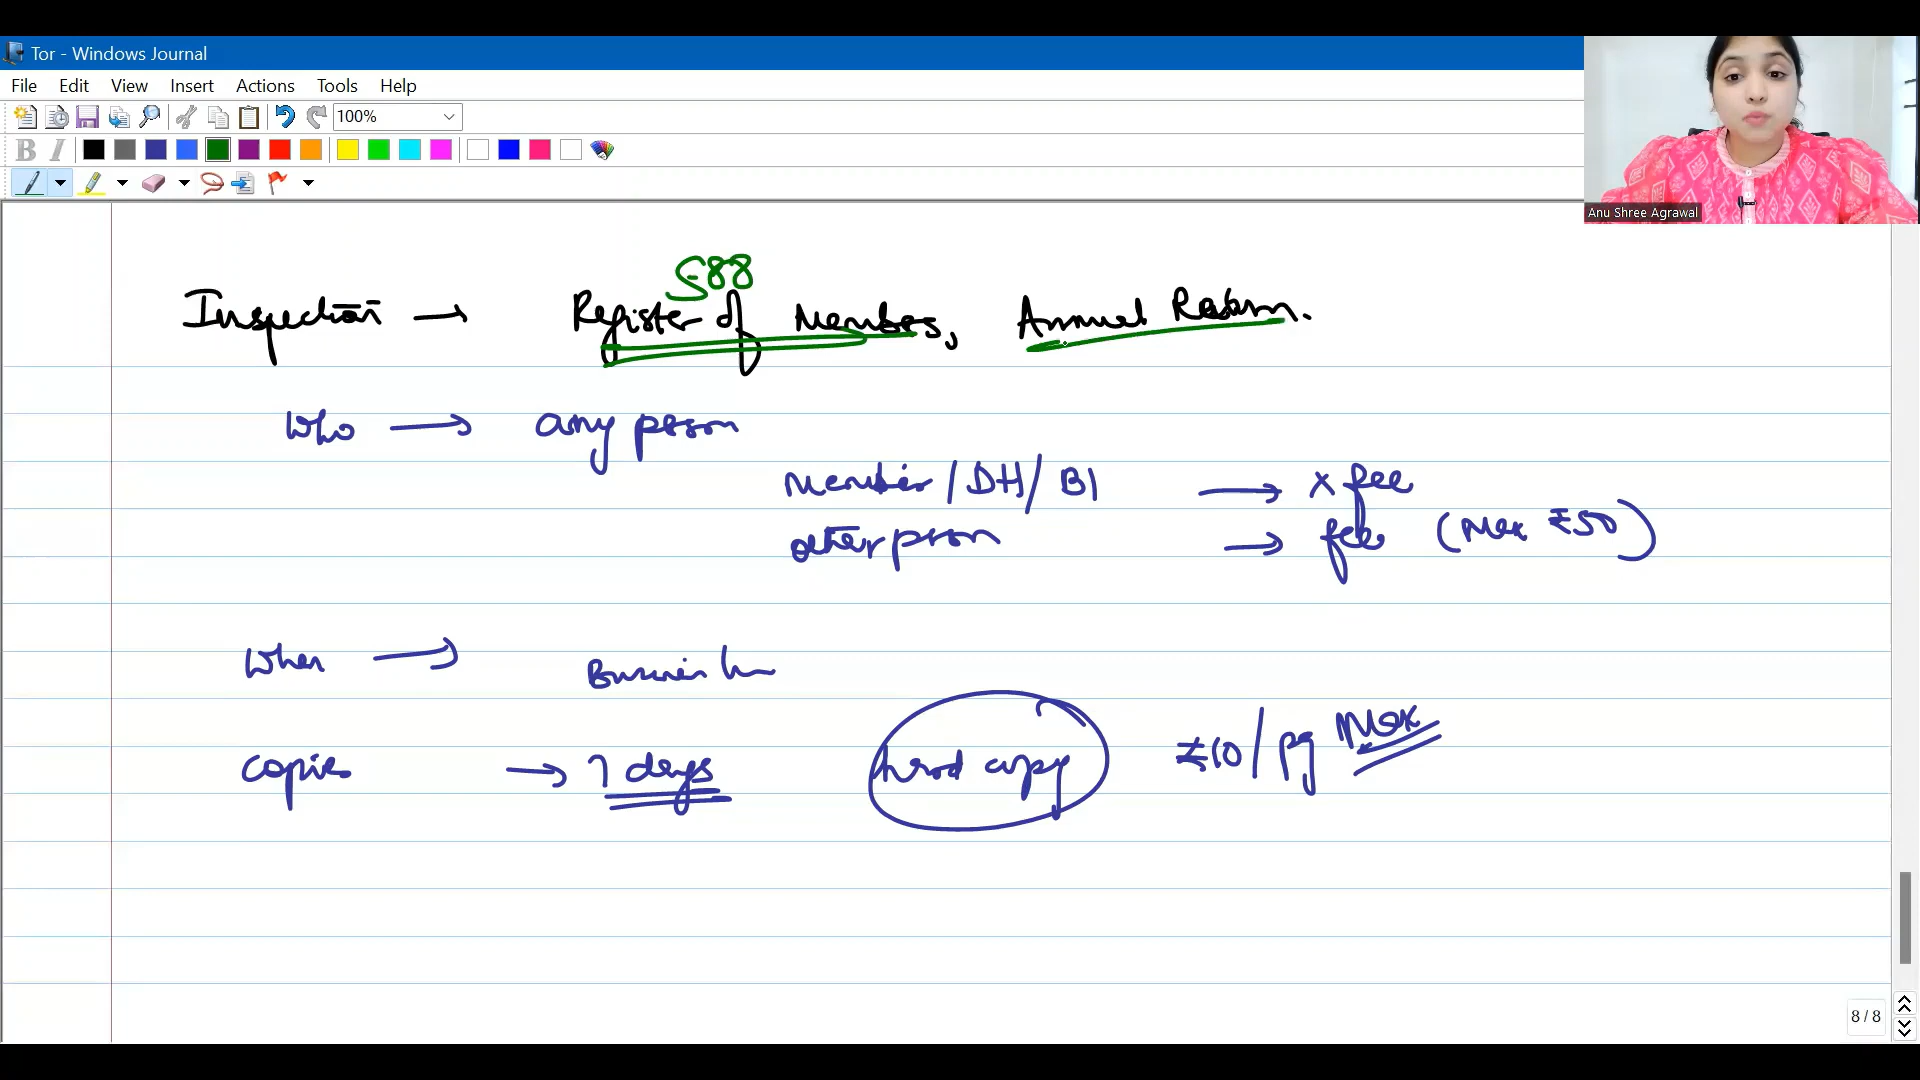 Tor - Windows Journal
File Edit View Insert Actions Tools Help
100%
B I
Anu Shree Agrawal
S88
Inspection → Register of Members, Annual Return.
Who → any person
Member / DH / BI → x fee
other person → fee (Max ₹50)
When → Business hr
copies → 7 days hard copy ₹10/pg Max
8 / 8